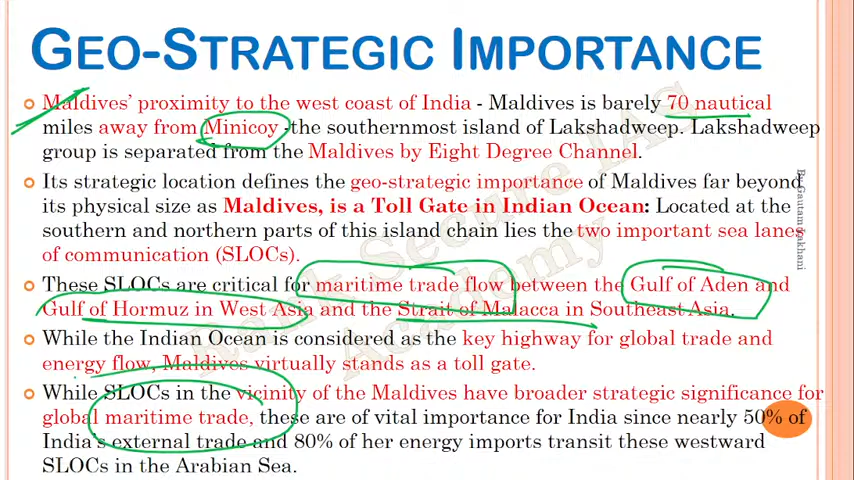 GEO-STRATEGIC IMPORTANCE
Maldives' proximity to the west coast of India - Maldives is barely 70 nautical
miles away from Minicoy -the southernmost island of Lakshadweep. Lakshadweep
group is separated from the Maldives by Eight Degree Channel.
Its strategic location defines the geo-strategic importance of Maldives far beyond
its physical size as Maldives, is a Toll Gate in Indian Ocean: Located at the
southern and northern parts of this island chain lies the two important sea lanes
of communication (SLOCs).
These SLOCs are critical for maritime trade flow between the Gulf of Aden and
Gulf of Hormuz in West Asia and the Strait of Malacca in Southeast Asia.
While the Indian Ocean is considered as the key highway for global trade and
energy flow, Maldives virtually stands as a toll gate.
While SLOCs in the vicinity of the Maldives have broader strategic significance for
global maritime trade, these are of vital importance for India since nearly 50% of
India's external trade and 80% of her energy imports transit these westward
SLOCs in the Arabian Sea.
Secure IAS
Academy